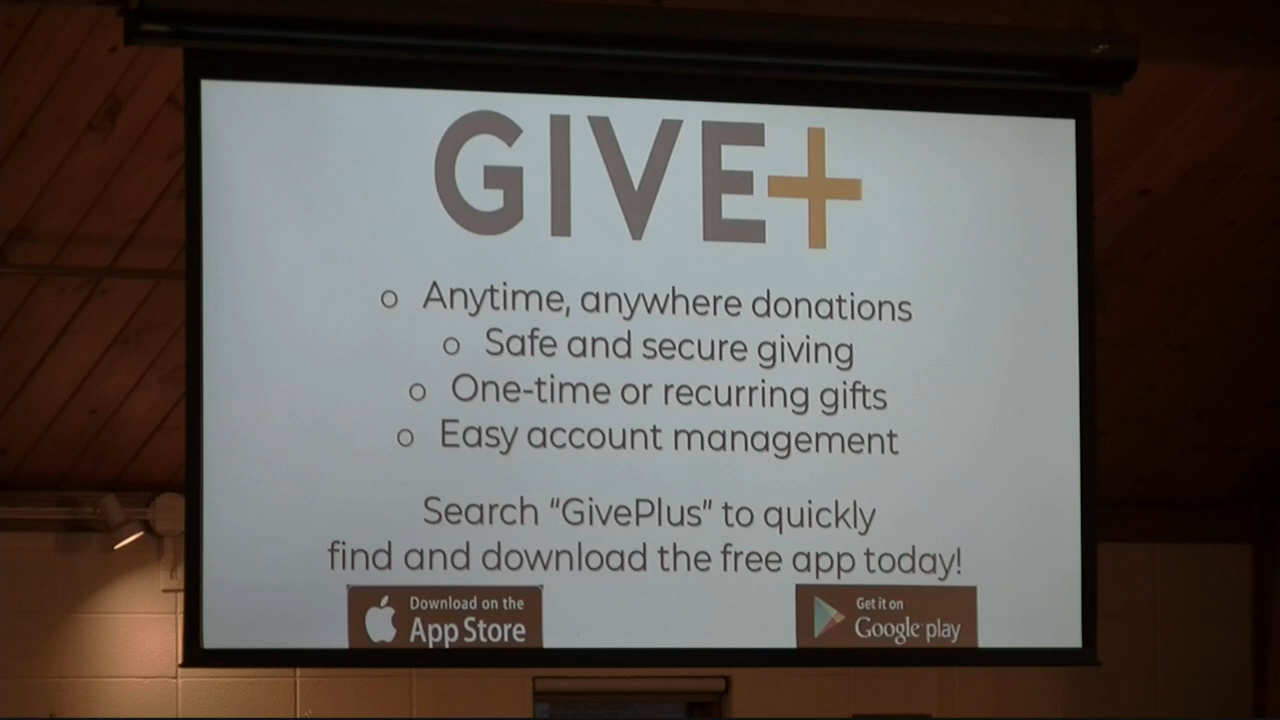 GIVE+
o Anytime, anywhere donations
o Safe and secure giving
o One-time or recurring gifts
o Easy account management
Search “GivePlus” to quickly
find and download the free app today!
Download on the
App Store
Get it on
Google play